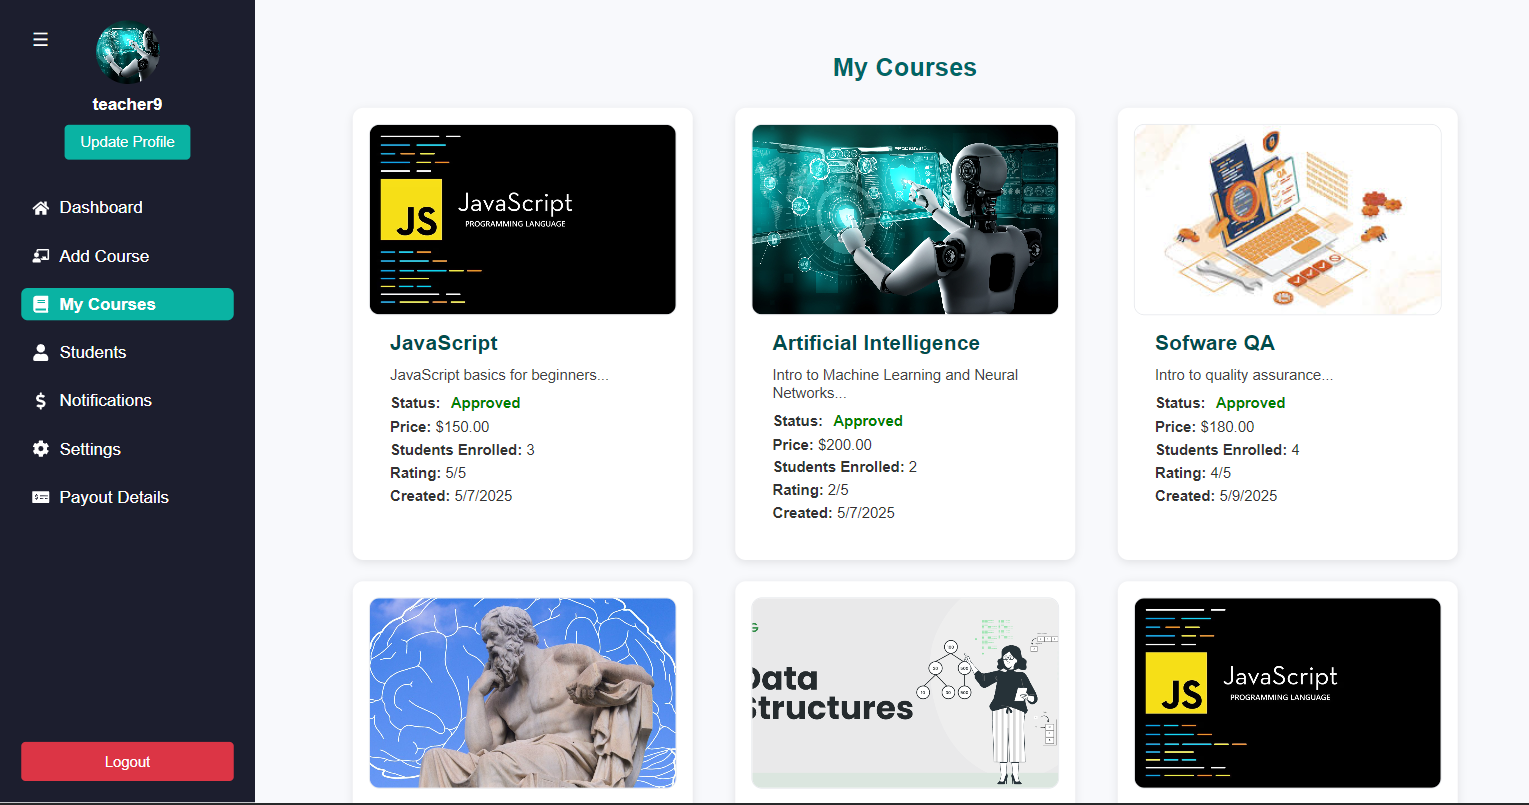 teacher9
Update Profile
Dashboard
Add Course
My Courses
Students
Notifications
Settings
Payout Details
Logout
My Courses
JS JavaScript
PROGRAMMING LANGUAGE
JavaScript
JavaScript basics for beginners...
Status: Approved
Price: $150.00
Students Enrolled: 3
Rating: 5/5
Created: 5/7/2025
Artificial Intelligence
Intro to Machine Learning and Neural
Networks...
Status: Approved
Price: $200.00
Students Enrolled: 2
Rating: 2/5
Created: 5/7/2025
QA
Sofware QA
Intro to quality assurance...
Status: Approved
Price: $180.00
Students Enrolled: 4
Rating: 4/5
Created: 5/9/2025
Data
Structures
JS JavaScript
PROGRAMMING LANGUAGE